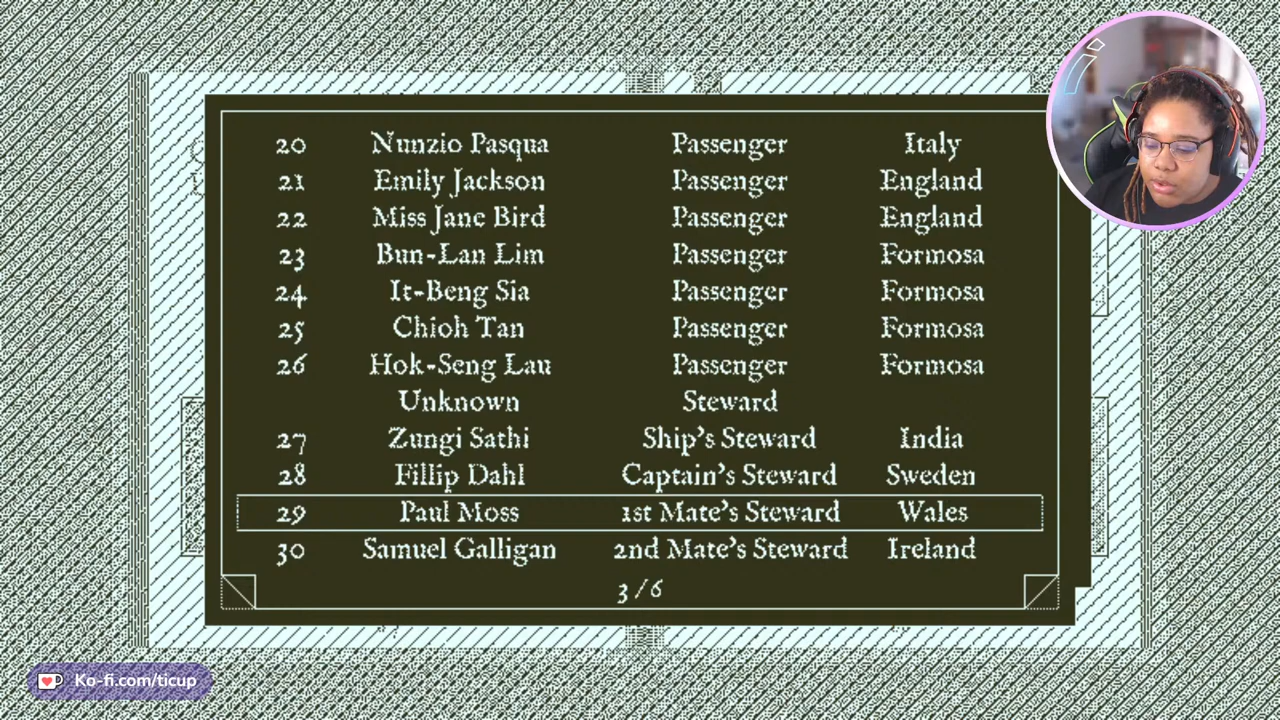 20 Nunzio Pasqua Passenger Italy
21 Emily Jackson Passenger England
22 Miss Jane Bird Passenger England
23 Bun-Lan Lim Passenger Formosa
24 It-Beng Sia Passenger Formosa
25 Chioh Tan Passenger Formosa
26 Hok-Seng Lau Passenger Formosa
Unknown Steward
27 Zungi Sathi Ship's Steward India
28 Fillip Dahl Captain's Steward Sweden
29 Paul Moss 1st Mate's Steward Wales
30 Samuel Galligan 2nd Mate's Steward Ireland
3/6
Ko-fi.com/ticup